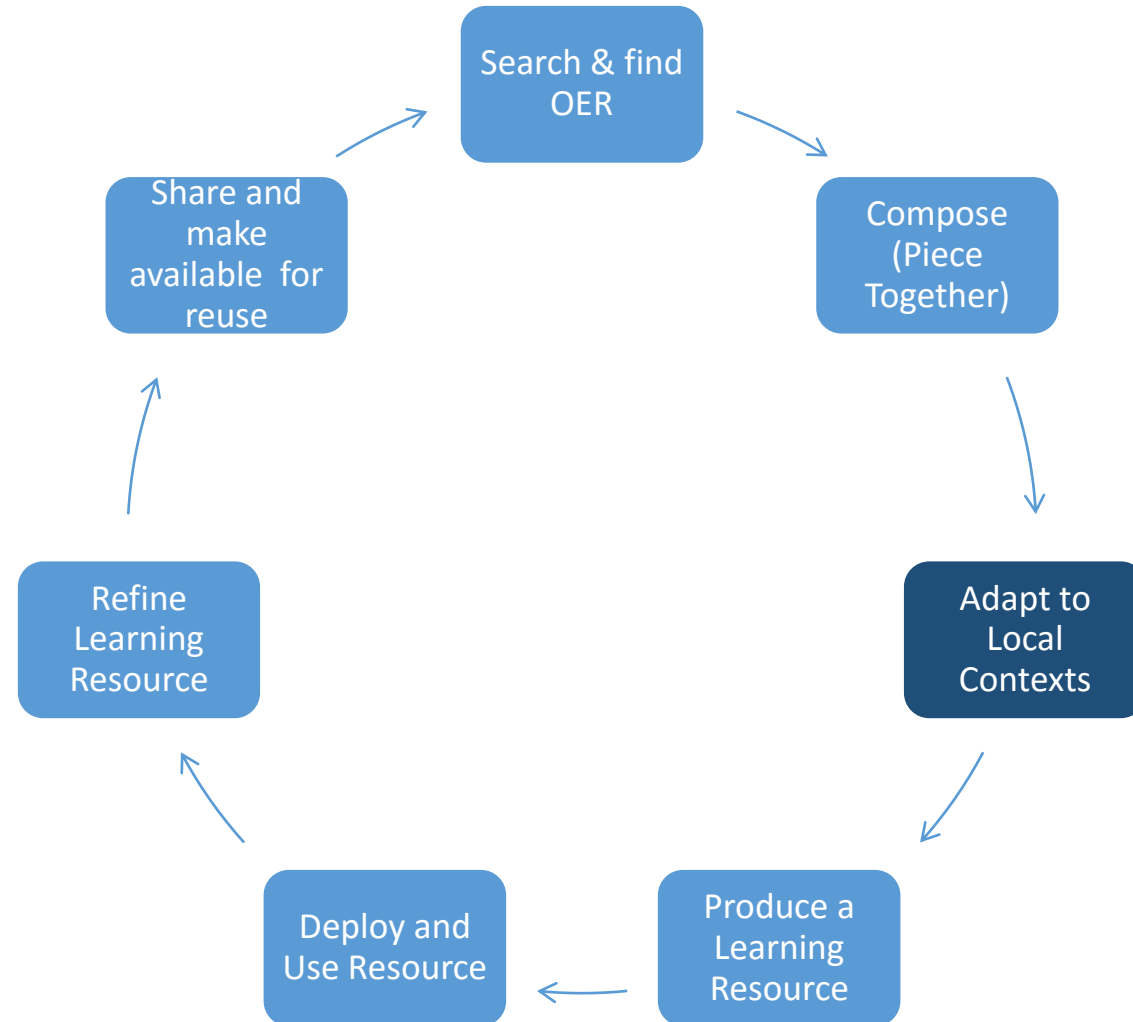 Search & find
OER
Compose
(Piece
Together)
Adapt to
Local
Contexts
Produce a
Learning
Resource
Deploy and
Use Resource
Refine
Learning
Resource
Share and
make
available  for
reuse